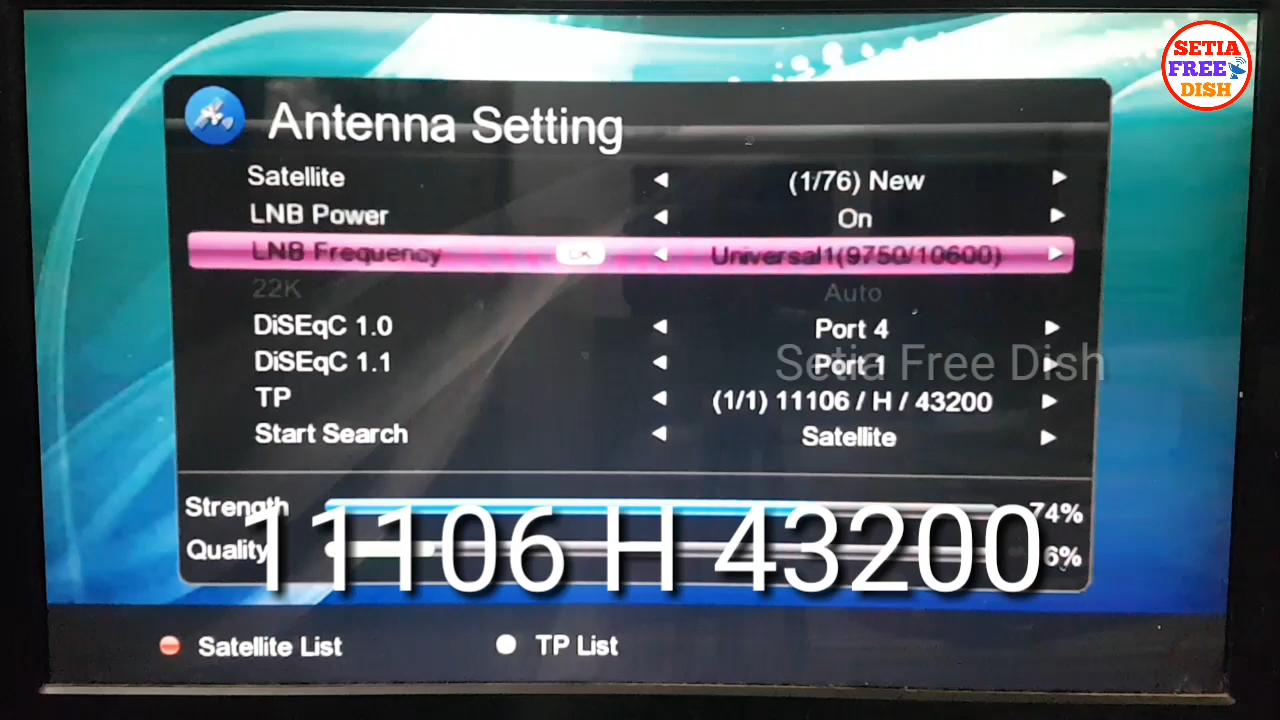 SETIA
FREE
DISH
Antenna Setting
Satellite (1/76) New
LNB Power On
LNB Frequency OK Universal1(9750/10600)
22K Auto
DiSEqC 1.0 Port 4
Setia Free Dish
DiSEqC 1.1 Port 1
TP (1/1) 11106 / H / 43200
Start Search Satellite
Strength 74%
11106 H 43200
Quality
Satellite List TP List